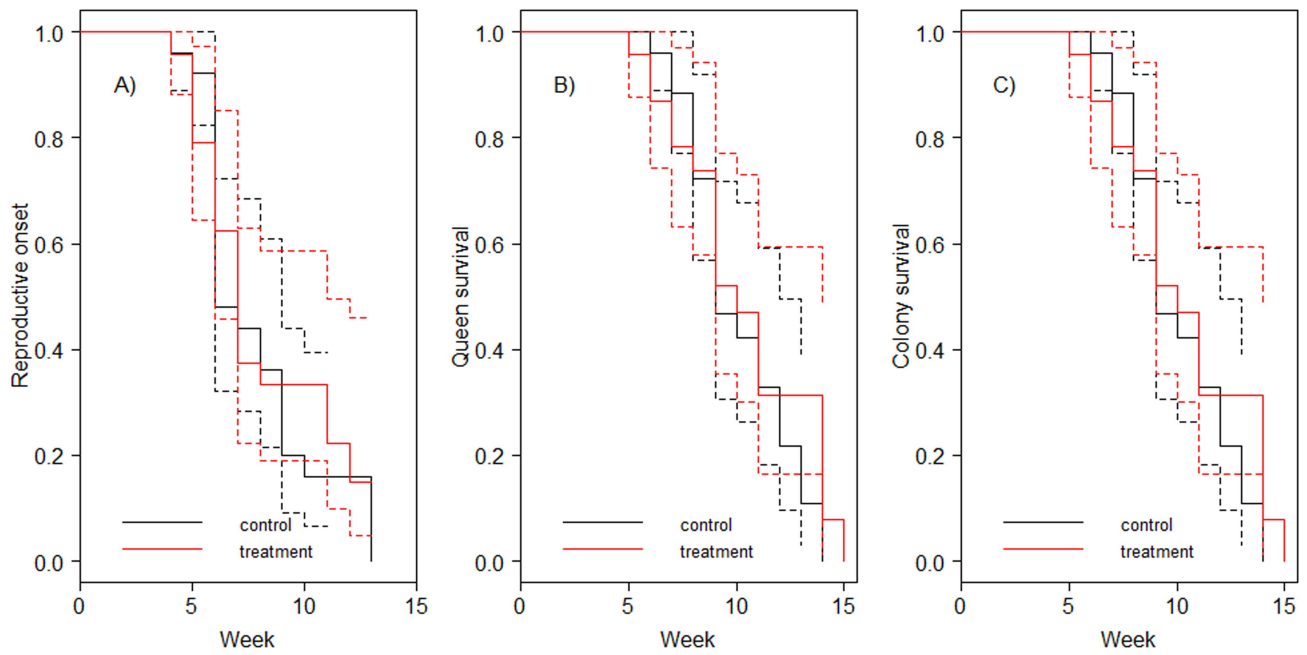 A)
Reproductive onset
1.0
0.8
0.6
0.4
0.2
0.0
control
treatment
0 5 10 15
Week
B)
Queen survival
1.0
0.8
0.6
0.4
0.2
0.0
control
treatment
0 5 10 15
Week
C)
Colony survival
1.0
0.8
0.6
0.4
0.2
0.0
control
treatment
0 5 10 15
Week